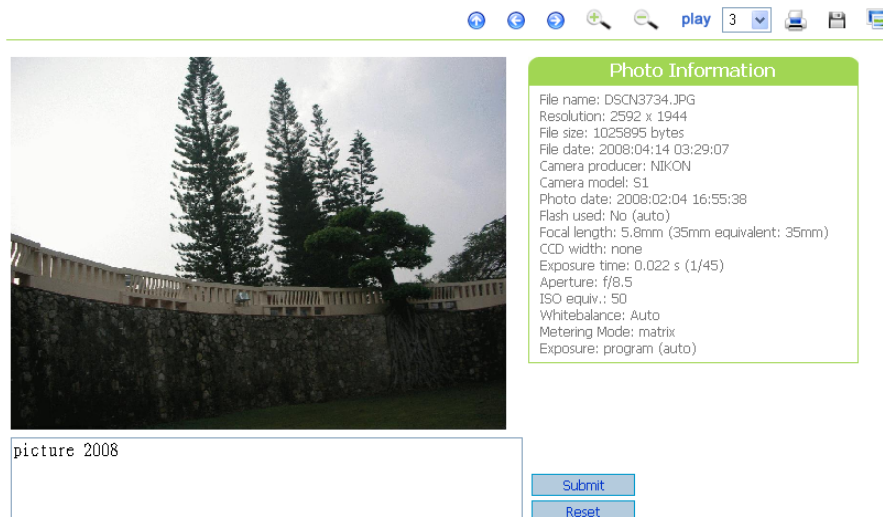 play 3
Photo Information
File name: DSCN3734.JPG
Resolution: 2592 x 1944
File size: 1025895 bytes
File date: 2008:04:14 03:29:07
Camera producer: NIKON
Camera model: S1
Photo date: 2008:02:04 16:55:38
Flash used: No (auto)
Focal length: 5.8mm (35mm equivalent: 35mm)
CCD width: none
Exposure time: 0.022 s (1/45)
Aperture: f/8.5
ISO equiv.: 50
Whitebalance: Auto
Metering Mode: matrix
Exposure: program (auto)
picture 2008
Submit
Reset